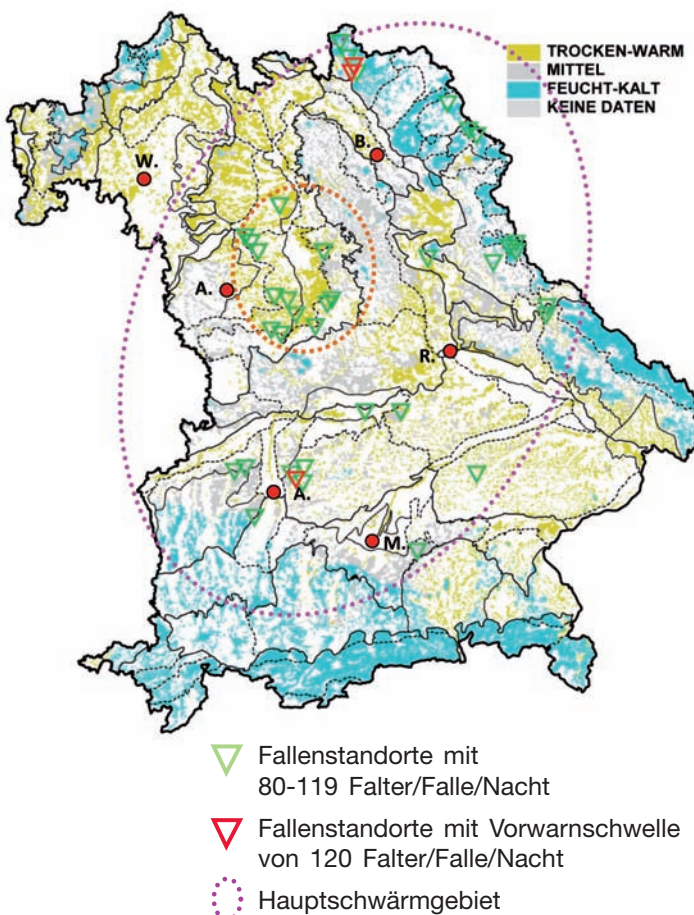 TROCKEN-WARM
MITTEL
FEUCHT-KALT
KEINE DATEN
B.
W.
A.
R.
A.
M.
Fallenstandorte mit
80-119 Falter/Falle/Nacht
Fallenstandorte mit Vorwarnschwelle
von 120 Falter/Falle/Nacht
Hauptschwärmgebiet